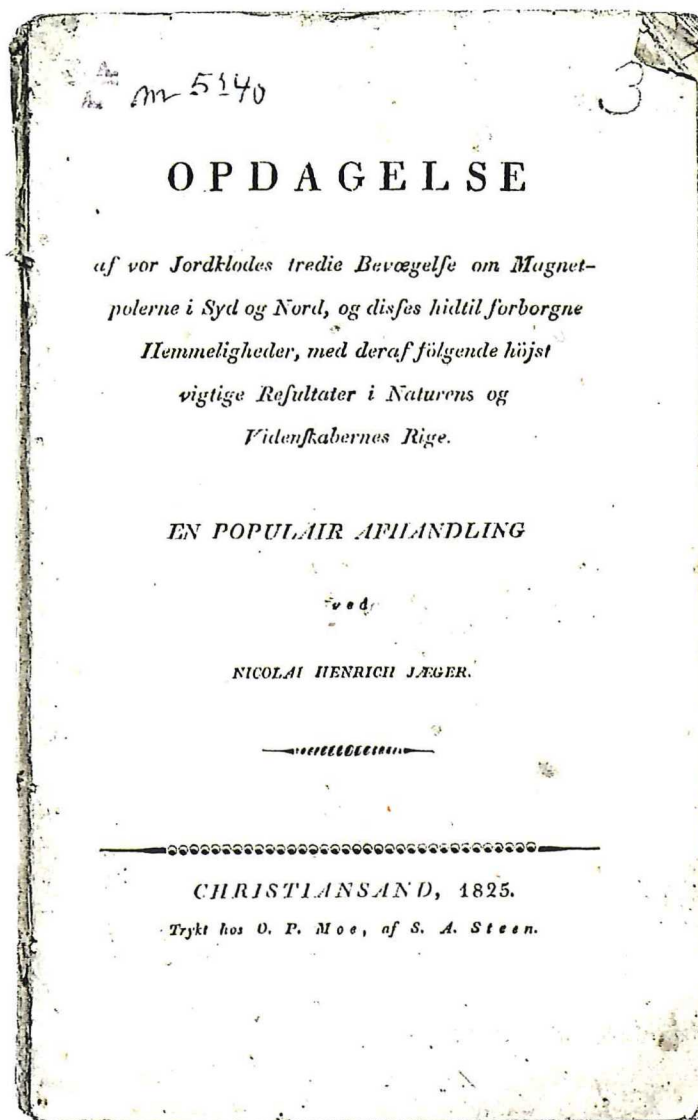 m 5140
3
OPDAGELSE
af vor Jordklodes tredie Bevægelſe om Magnet-
polerne i Syd og Nord, og disſes hidtil forborgne
Hemmeligheder, med deraf fölgende höjst
vigtige Reſultater i Naturens og
Videnſkabernes Rige.
EN POPULAIR AFHANDLING
ved
NICOLAI HENRICH JÆGER.
CHRISTIANSAND, 1825.
Trykt hos O. P. Moe, af S. A. Steen.